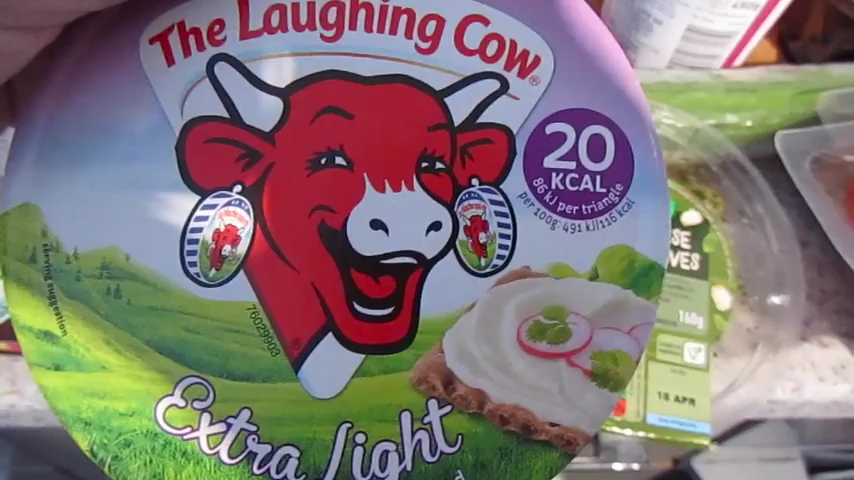 The Laughing Cow®
20
KCAL
86 kJ per triangle
per 100g: 491 kJ/116 kcal
serving suggestion
76029903
Extra Light
160g
18 APR